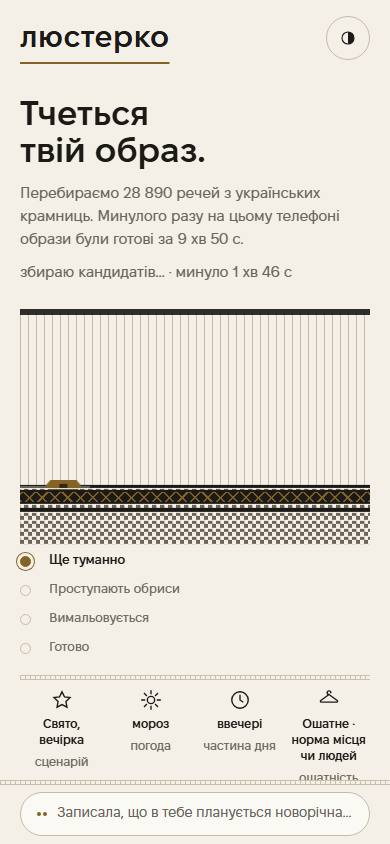 люстерко
Тчеться
твій образ.
Перебираємо 28 890 речей з українських
крамниць. Минулого разу на цьому телефоні
образи були готові за 9 хв 50 с.
збираю кандидатів... · минуло 1 хв 46 с
Ще туманно
Проступають обриси
Вимальовується
Готово
Свято,
вечірка
сценарій
мороз
погода
ввечері
частина дня
Ошатне ·
норма місця
чи людей
ошатність
Записала, що в тебе планується новорічна...